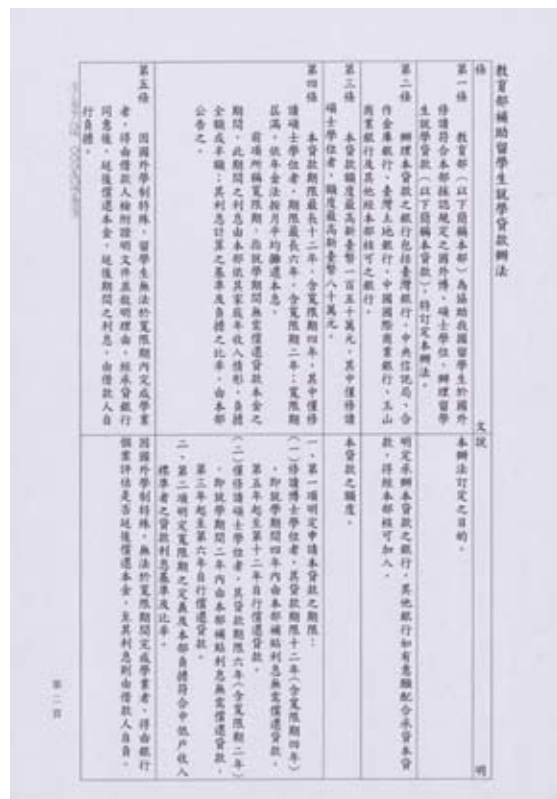 教育部補助留學生就學貸款辦法
條
文
說
明
第一條　教育部（以下簡稱本部）為協助我國留學生於國外
修讀符合本部採認規定之國外博、碩士學位，辦理留學
生就學貸款（以下簡稱本貸款），特訂定本辦法。
本辦法訂定之目的。
第二條　辦理本貸款之銀行包括臺灣銀行、中央信託局、合
作金庫銀行、臺灣土地銀行、中國國際商業銀行、玉山
商業銀行及其他經本部核可之銀行。
明定承辦本貸款之銀行，其他銀行如有意願配合承貸本貸
款，得經本部核可加入。
第三條　本貸款額度最高新臺幣一百五十萬元，其中僅修讀
碩士學位者，額度最高新臺幣八十萬元。
本貸款之額度。
第四條　本貸款期限最長十二年，含寬限期四年，其中僅修
讀碩士學位者，期限最長六年，含寬限期二年；寬限期
屆滿，依年金法按月平均攤還本息。
前項所稱寬限期，指就學期間無需償還貸款本金之
期間，此期間之利息由本部依其家庭年收入情形，負擔
全額或半額；其利息計算之基準及負擔之比率，由本部
公告之。
一、第一項明定申請本貸款之期限：
(一)修讀博士學位者，其貸款期限十二年(含寬限期四年)
，即就學期間四年內由本部補貼利息無需償還貸款，
第五年起至第十二年自行償還貸款。
(二)僅修讀碩士學位者，其貸款期限六年(含寬限期二年)
，即就學期間二年內由本部補貼利息無需償還貸款，
第三年起至第六年自行償還貸款。
二、第二項明定寬限期之定義及本部負擔符合中低戶收入
標準者之貸款利息基準及比率。
第五條　因國外學制特殊，留學生無法於寬限期內完成學業
者，得由借款人檢附證明文件並敘明理由，經承貸銀行
同意後，延後償還本金，延後期間之利息，由借款人自
行負擔。
因國外學制特殊，無法於寬限期間完成學業者，得由銀行
個案評估是否延後償還本金，且其利息則由借款人自負。
第二頁